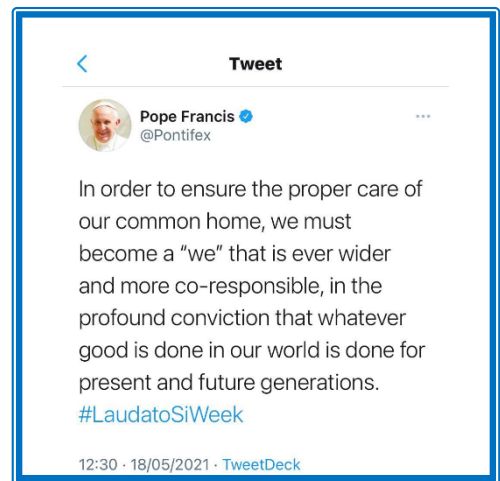 Tweet
Pope Francis
@Pontifex
In order to ensure the proper care of
our common home, we must
become a “we” that is ever wider
and more co-responsible, in the
profound conviction that whatever
good is done in our world is done for
present and future generations.
#LaudatoSiWeek
12:30 · 18/05/2021 · TweetDeck